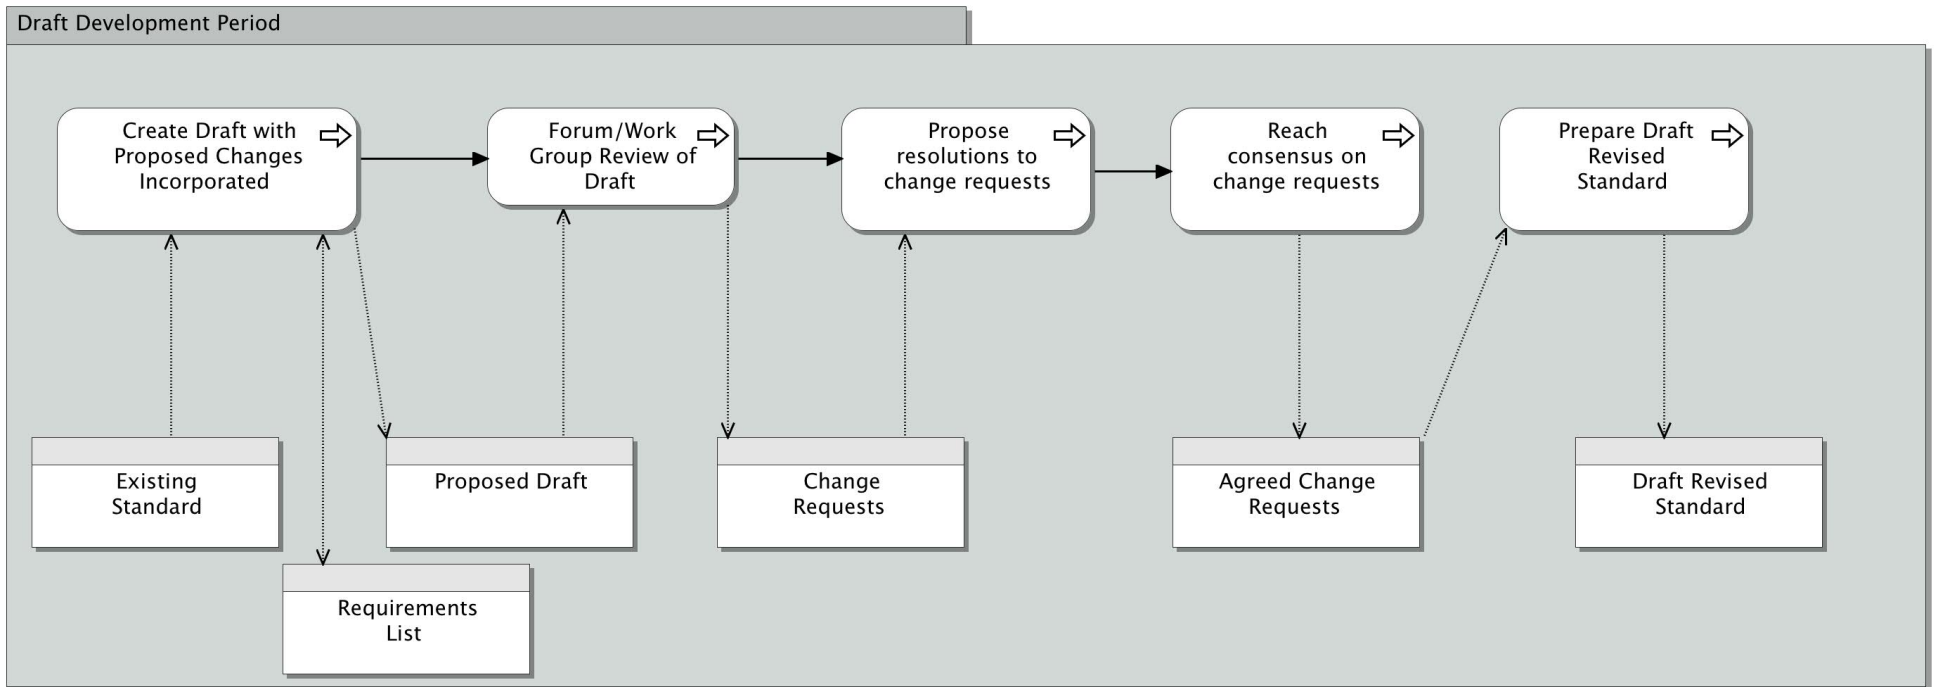 Draft Development Period
Create Draft with
Proposed Changes
Incorporated
Forum/Work
Group Review of
Draft
Propose
resolutions to
change requests
Reach
consensus on
change requests
Prepare Draft
Revised
Standard
Existing
Standard
Proposed Draft
Change
Requests
Agreed Change
Requests
Draft Revised
Standard
Requirements
List